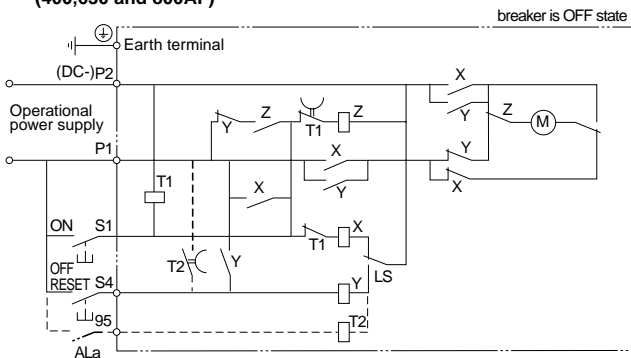 (400,630 and 800AF)
breaker is OFF state
Earth terminal
(DC-)P2
X
Y
Z
M
Operational
power supply
Y
Z
T1
Z
P1
X
Y
Y
X
T1
X
ON
S1
T1
X
T2
Y
LS
OFF
RESET
S4
Y
95
T2
ALa